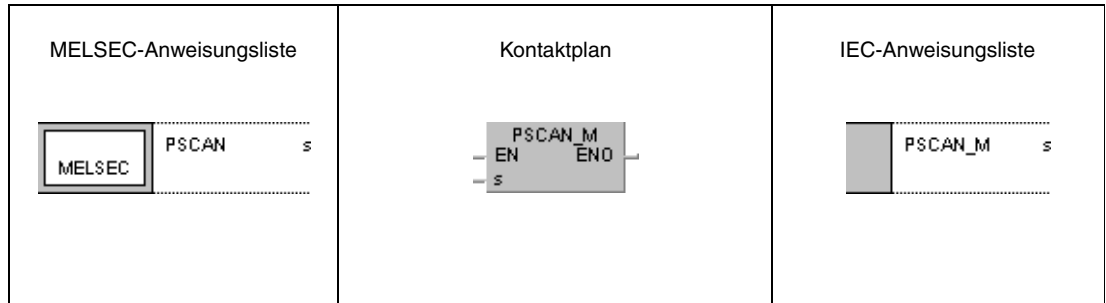 MELSEC-Anweisungsliste
MELSEC
PSCAN s
Kontaktplan
PSCAN_M
EN ENO
s
IEC-Anweisungsliste
PSCAN_M s